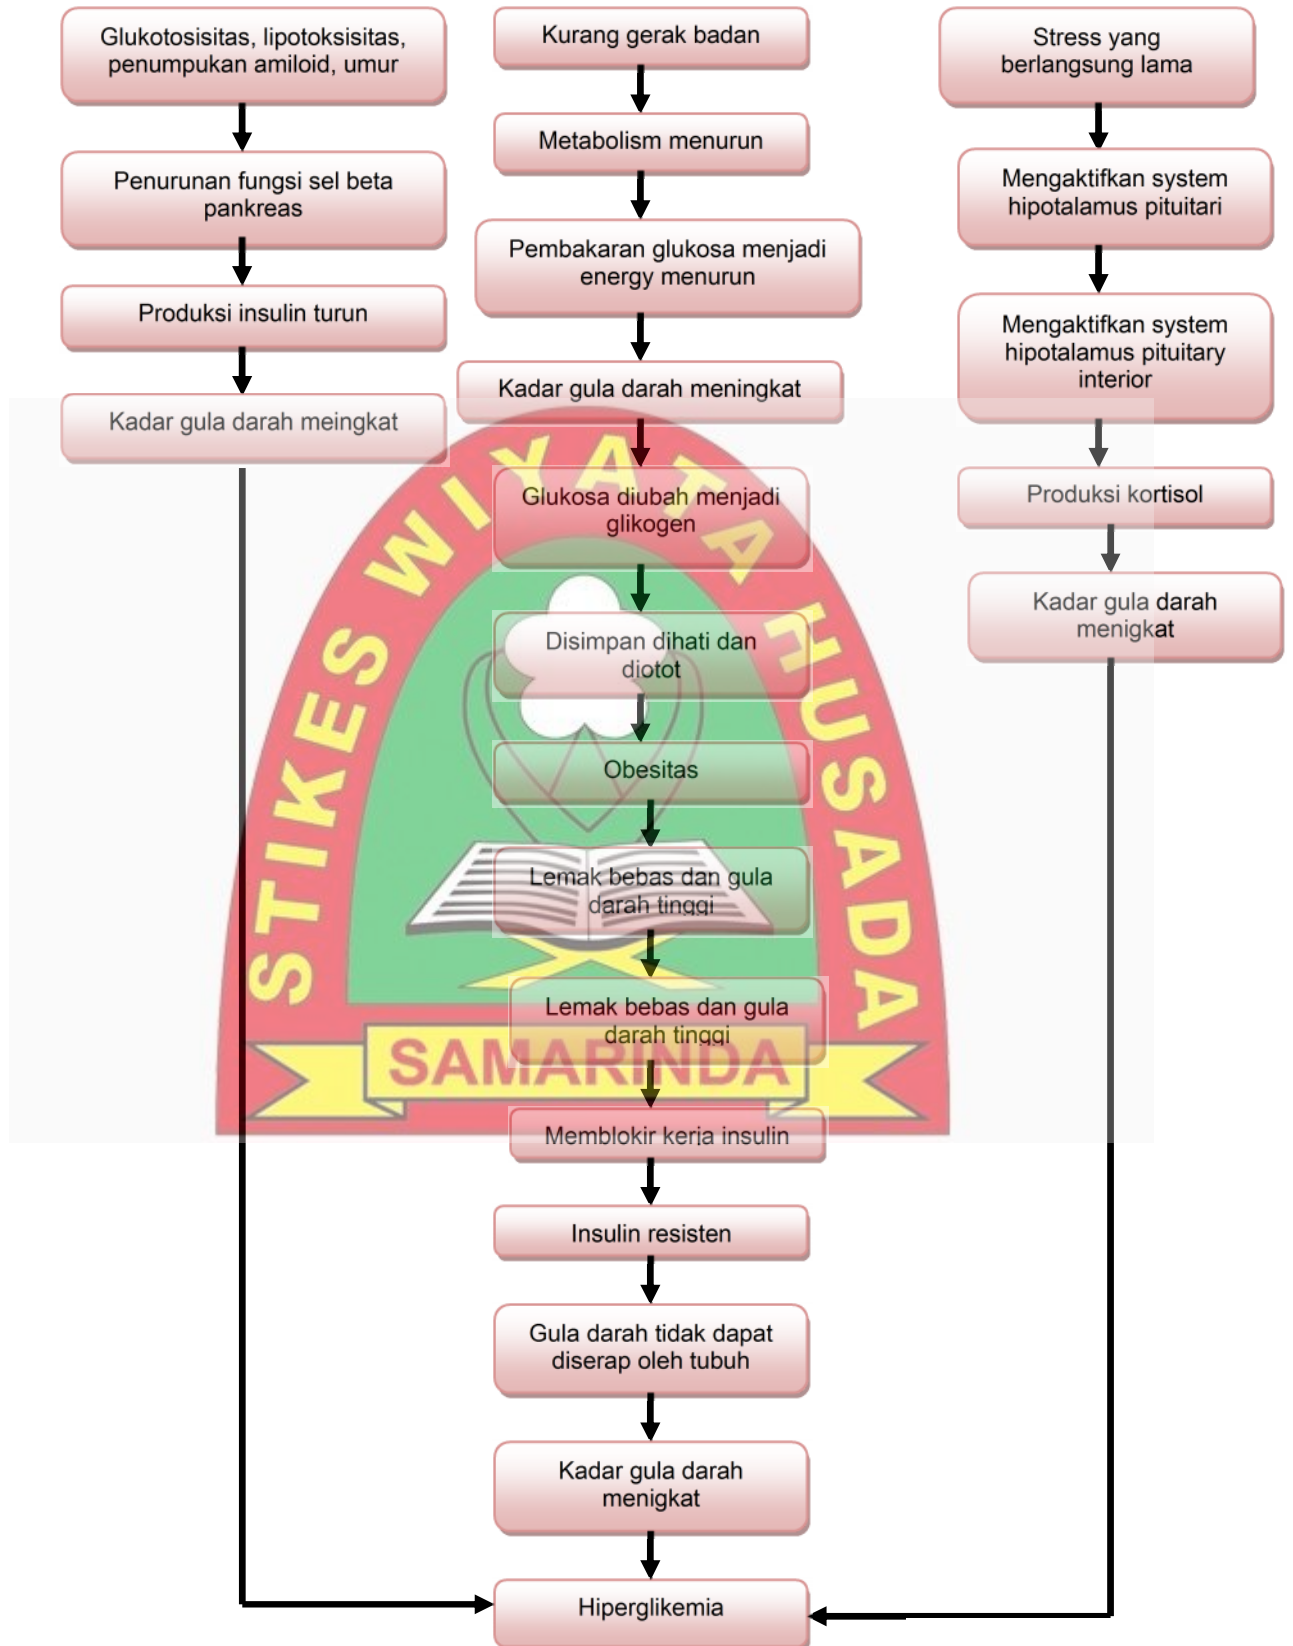 Glukotosisitas, lipotoksisitas,
penumpukan amiloid, umur
Penurunan fungsi sel beta
pankreas
Produksi insulin turun
Kadar gula darah meingkat
Kurang gerak badan
Metabolism menurun
Pembakaran glukosa menjadi
energy menurun
Kadar gula darah meningkat
Glukosa diubah menjadi
glikogen
Disimpan dihati dan
diotot
Obesitas
Lemak bebas dan gula
darah tinggi
Lemak bebas dan gula
darah tinggi
Memblokir kerja insulin
Insulin resisten
Gula darah tidak dapat
diserap oleh tubuh
Kadar gula darah
menigkat
Hiperglikemia
Stress yang
berlangsung lama
Mengaktifkan system
hipotalamus pituitari
Mengaktifkan system
hipotalamus pituitary
interior
Produksi kortisol
Kadar gula darah
menigkat
STIKES WIYATA HUSADA
SAMARINDA